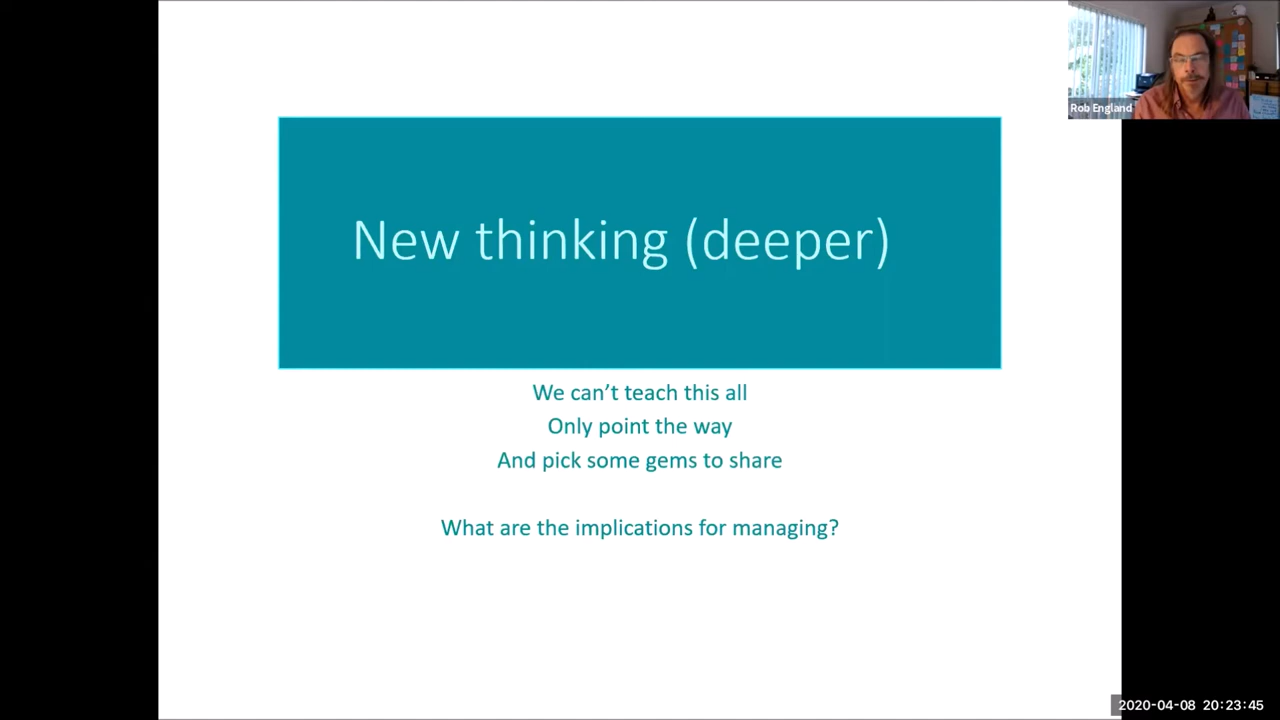 Rob England
New thinking (deeper)
We can’t teach this all
Only point the way
And pick some gems to share
What are the implications for managing?
2020-04-08 20:23:45